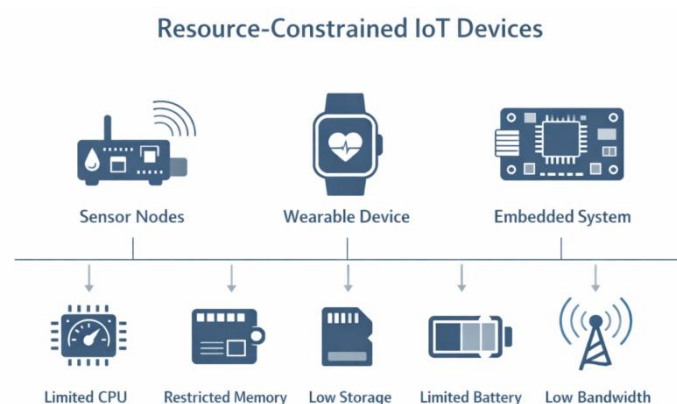 Resource-Constrained IoT Devices
Sensor Nodes
Wearable Device
Embedded System
Limited CPU
Restricted Memory
Low Storage
Limited Battery
Low Bandwidth